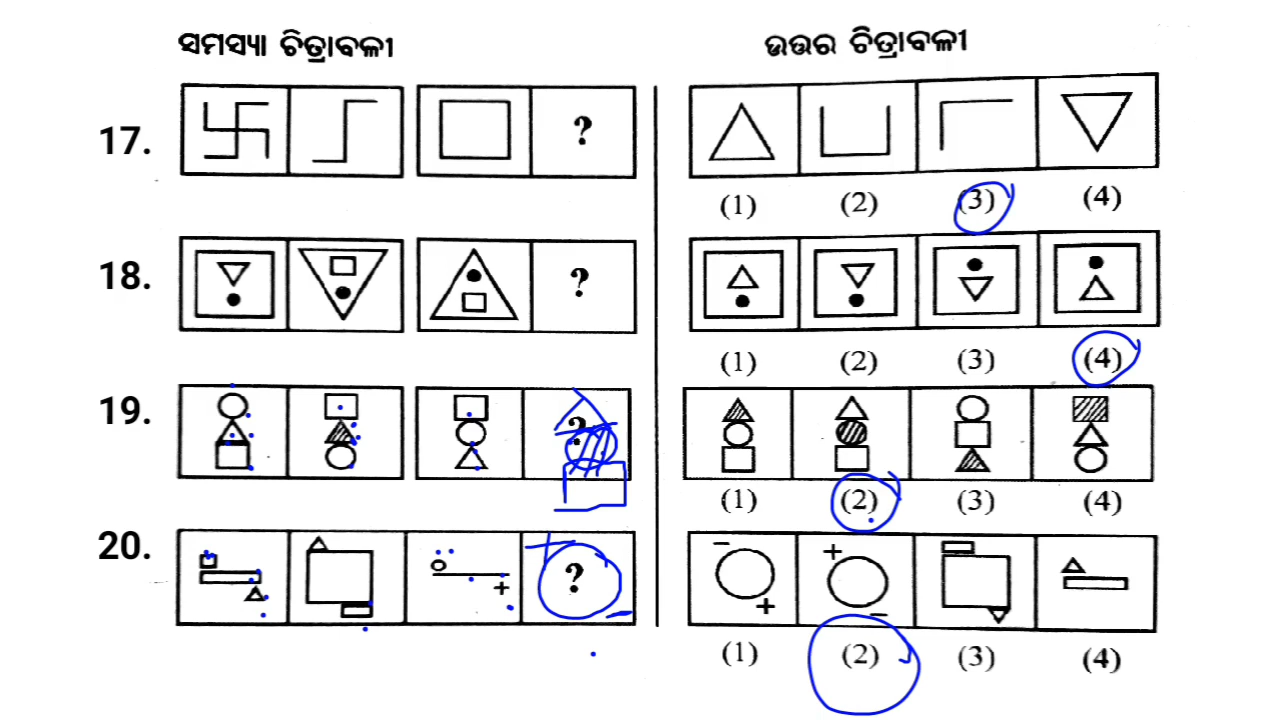 ସମସ୍ୟା ଚିତ୍ରାବଳୀ
ଉତ୍ତର ଚିତ୍ରାବଳୀ
17.
?
(1) (2) (3) (4)
18.
?
(1) (2) (3) (4)
19.
?
(1) (2) (3) (4)
20.
?
(1) (2) (3) (4)